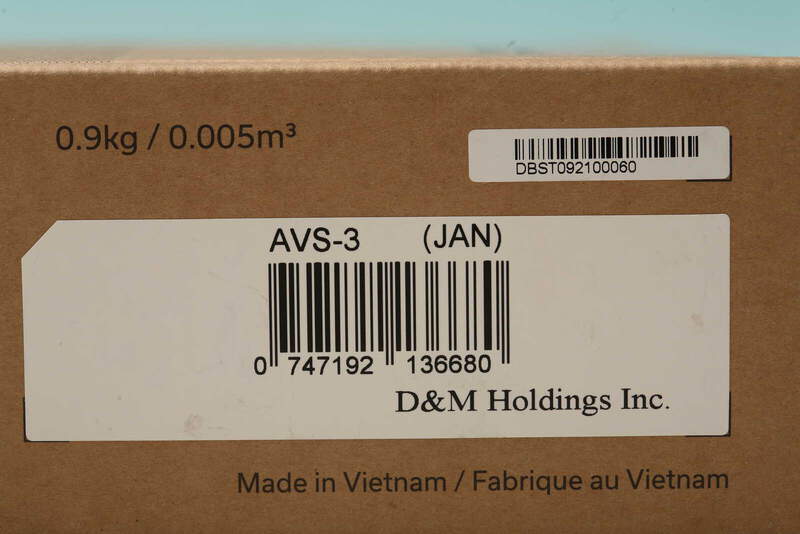 0.9kg / 0.005m³
DBST092100060
AVS-3 (JAN)
0 747192 136680
D&M Holdings Inc.
Made in Vietnam / Fabrique au Vietnam